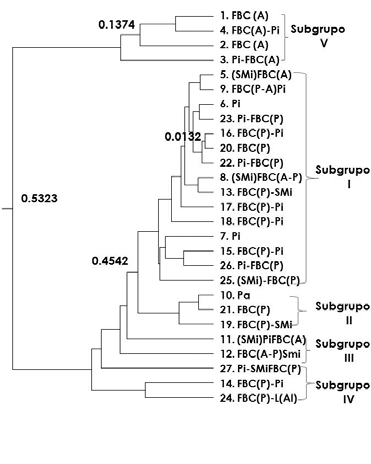 0.1374
1. FBC (A)
4. FBC(A)-Pi
2. FBC (A)
3. Pi-FBC(A)
Subgrupo
V
5. (SMi)FBC(A)
9. FBC(P-A)Pi
6. Pi
23. Pi-FBC(P)
0.0132
16. FBC(P)-Pi
20. FBC(P)
22. Pi-FBC(P)
8. (SMi)FBC(A-P)
13. FBC(P)-SMi
17. FBC(P)-Pi
18. FBC(P)-Pi
7. Pi
15. FBC(P)-Pi
26. Pi-FBC(P)
25. (SMi)-FBC(P)
Subgrupo
I
0.5323
0.4542
10. Pa
21. FBC(P)
19. FBC(P)-SMi
Subgrupo
II
11. (SMi)PiFBC(A)
12. FBC(A-P)Smi
Subgrupo
III
27. Pi-SMiFBC(P)
14. FBC(P)-Pi
24. FBC(P)-L(Al)
Subgrupo
IV